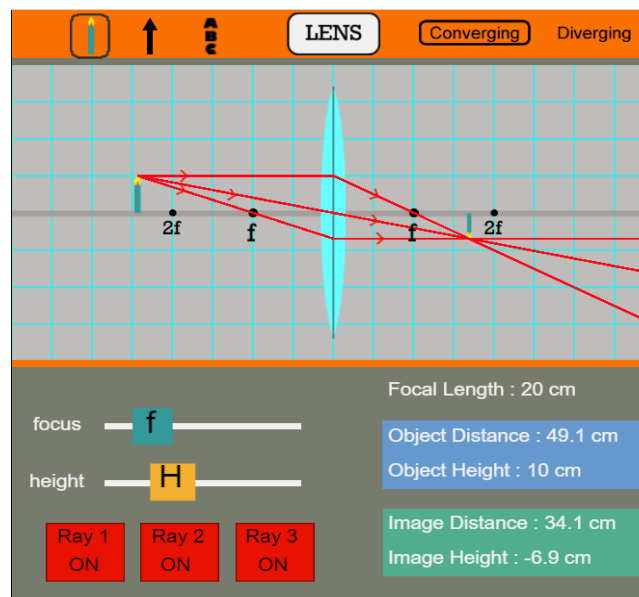 A
B
C
LENS
Converging
Diverging
2f
f
f
2f
focus
f
height
H
Ray 1
ON
Ray 2
ON
Ray 3
ON
Focal Length : 20 cm
Object Distance : 49.1 cm
Object Height : 10 cm
Image Distance : 34.1 cm
Image Height : -6.9 cm